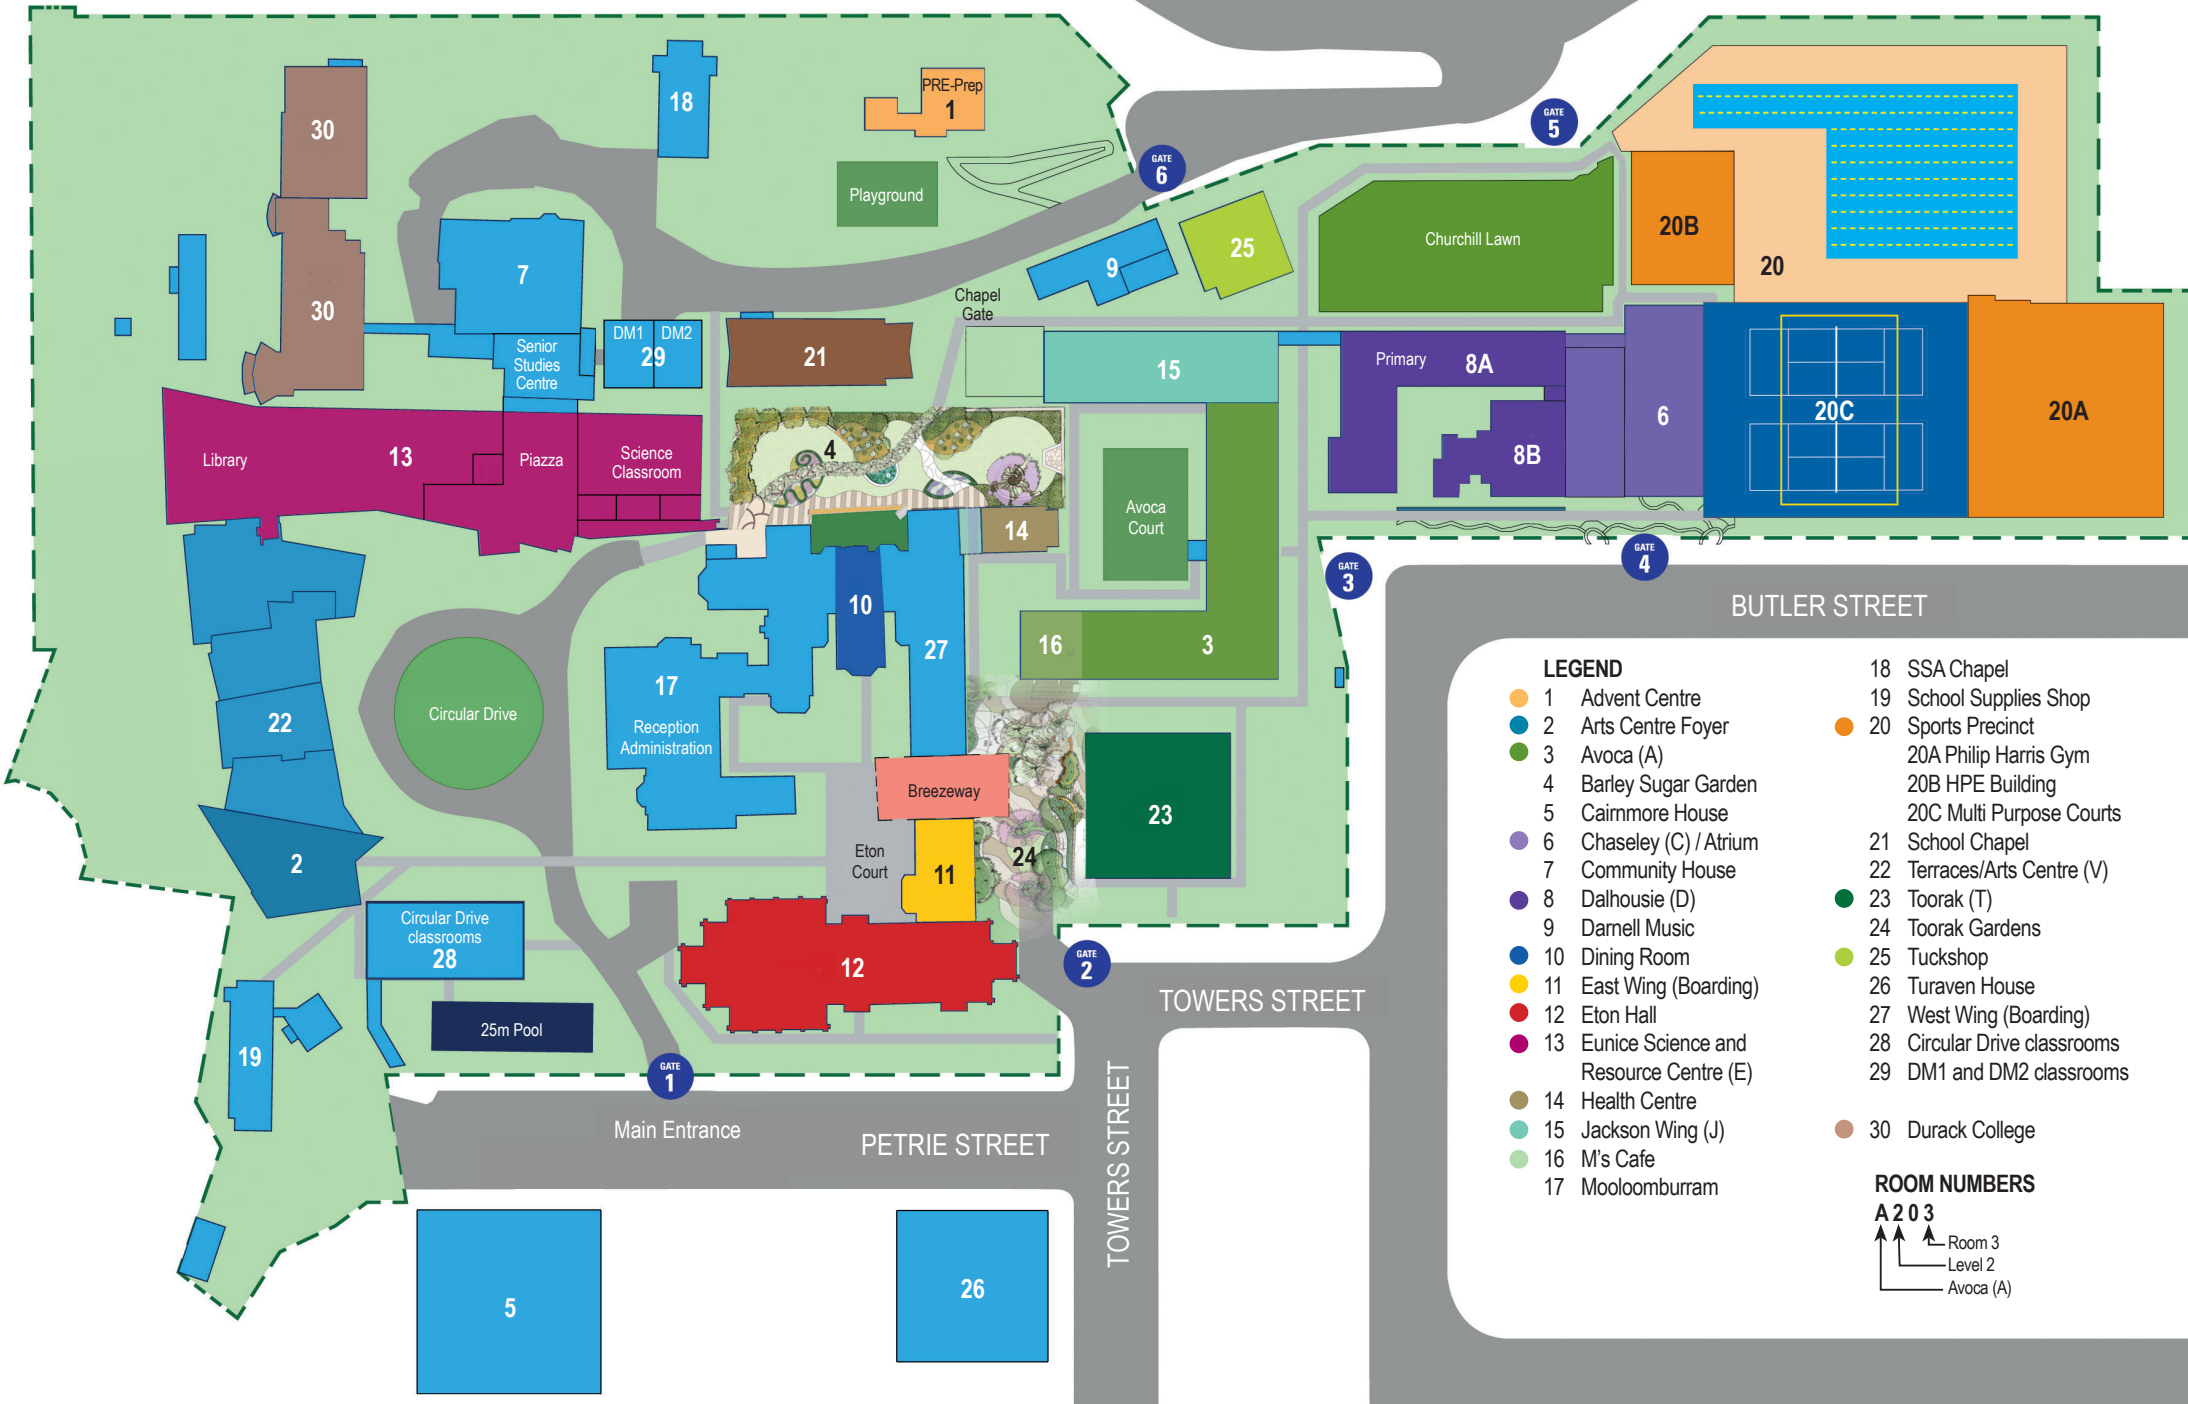 PRE-Prep
1
18
30
GATE
5
GATE
6
Playground
20B
Churchill Lawn
25
9
20
7
30
Chapel
Gate
DM1 DM2
29
Senior
Studies
Centre
21
15
Primary 8A
6
20C
20A
4
Library
13
Piazza
Science
Classroom
8B
Avoca
Court
14
GATE
4
GATE
3
10
BUTLER STREET
27
16
3
17
Reception
Administration
Circular Drive
22
Breezeway
23
2
Eton
Court
11
24
Circular Drive
classrooms
28
12
GATE
2
TOWERS STREET
25m Pool
19
GATE
1
Main Entrance
PETRIE STREET
TOWERS STREET
5
26
LEGEND
1 Advent Centre
2 Arts Centre Foyer
3 Avoca (A)
4 Barley Sugar Garden
5 Cairnmore House
6 Chaseley (C) / Atrium
7 Community House
8 Dalhousie (D)
9 Darnell Music
10 Dining Room
11 East Wing (Boarding)
12 Eton Hall
13 Eunice Science and
Resource Centre (E)
14 Health Centre
15 Jackson Wing (J)
16 M's Cafe
17 Mooloomburram
18 SSA Chapel
19 School Supplies Shop
20 Sports Precinct
20A Philip Harris Gym
20B HPE Building
20C Multi Purpose Courts
21 School Chapel
22 Terraces/Arts Centre (V)
23 Toorak (T)
24 Toorak Gardens
25 Tuckshop
26 Turaven House
27 West Wing (Boarding)
28 Circular Drive classrooms
29 DM1 and DM2 classrooms
30 Durack College
ROOM NUMBERS
A 2 0 3
Room 3
Level 2
Avoca (A)